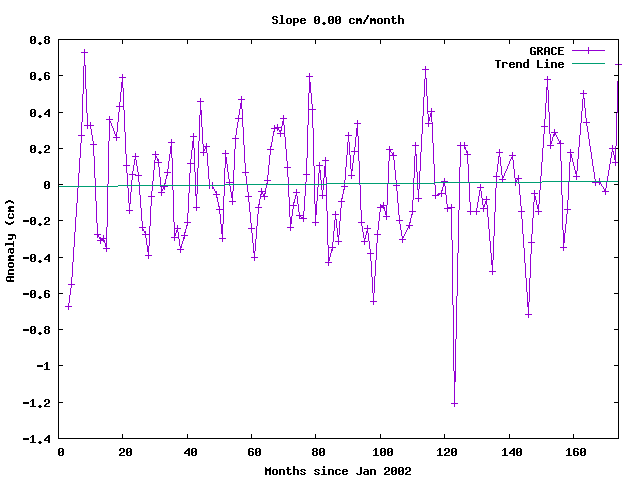 Slope 0.00 cm/month
GRACE
Trend Line
0.8
0.6
0.4
0.2
0
-0.2
-0.4
-0.6
-0.8
-1
-1.2
-1.4
Anomaly (cm)
0 20 40 60 80 100 120 140 160
Months since Jan 2002